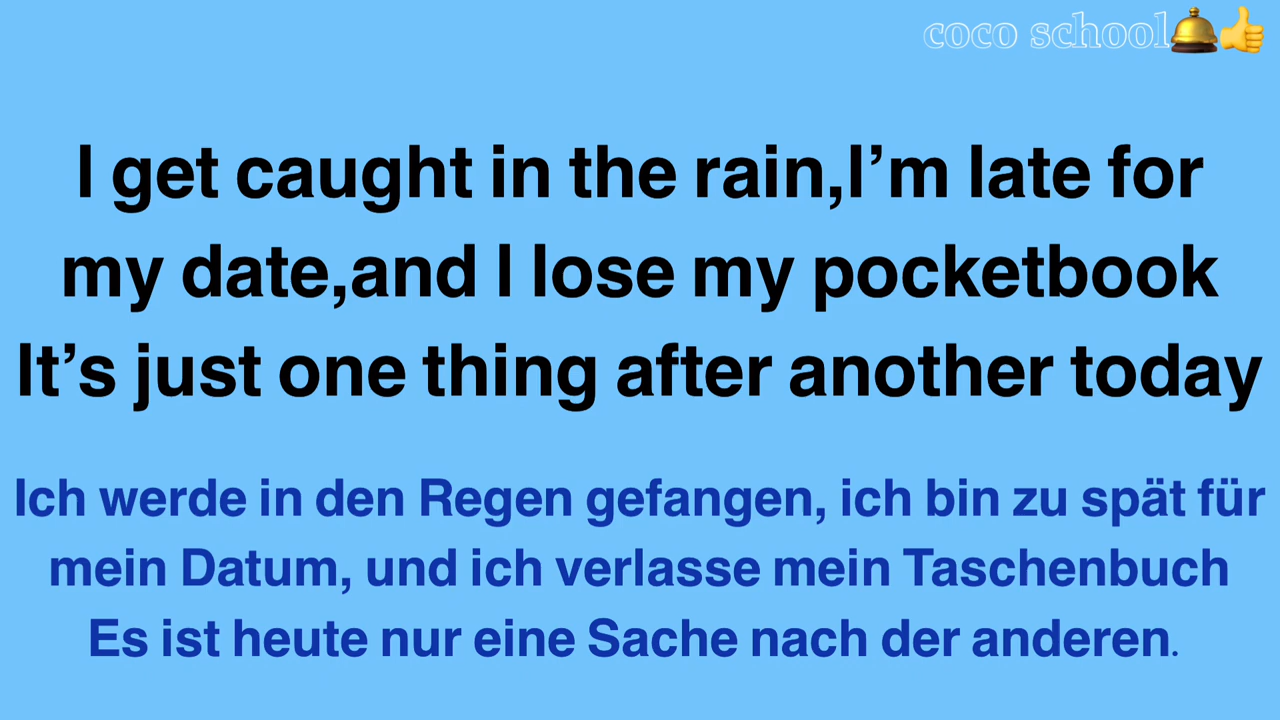 coco school🛎👍
I get caught in the rain,I’m late for
my date,and I lose my pocketbook
It’s just one thing after another today
Ich werde in den Regen gefangen, ich bin zu spät für
mein Datum, und ich verlasse mein Taschenbuch
Es ist heute nur eine Sache nach der anderen.